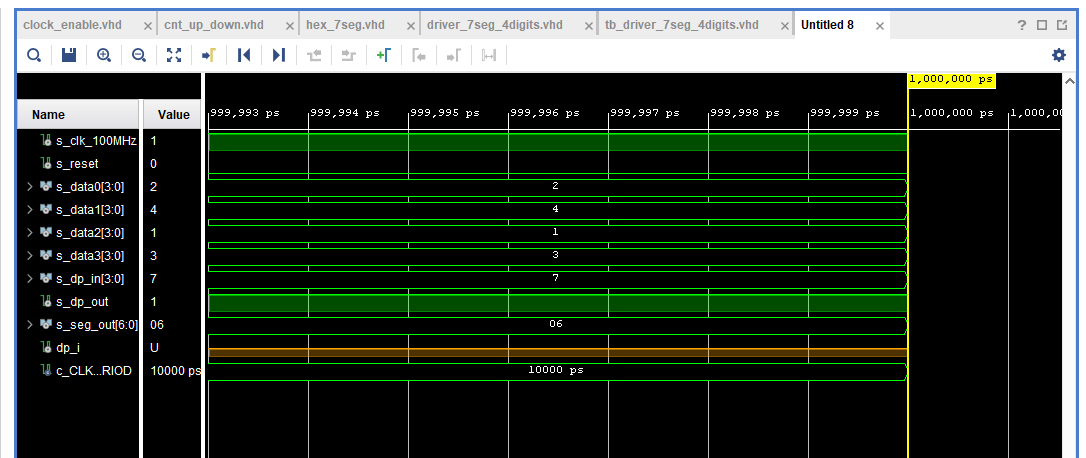 clock_enable.vhd × cnt_up_down.vhd × hex_7seg.vhd × driver_7seg_4digits.vhd × tb_driver_7seg_4digits.vhd × Untitled 8 × ?
1,000,000 ps
Name Value 999,993 ps 999,994 ps 999,995 ps 999,996 ps 999,997 ps 999,998 ps 999,999 ps 1,000,000 ps 1,000,0
s_clk_100MHz 1
s_reset 0
s_data0[3:0] 2 2
s_data1[3:0] 4 4
s_data2[3:0] 1 1
s_data3[3:0] 3 3
s_dp_in[3:0] 7 7
s_dp_out 1
s_seg_out[6:0] 06 06
dp_i U
c_CLK...RIOD 10000 ps 10000 ps